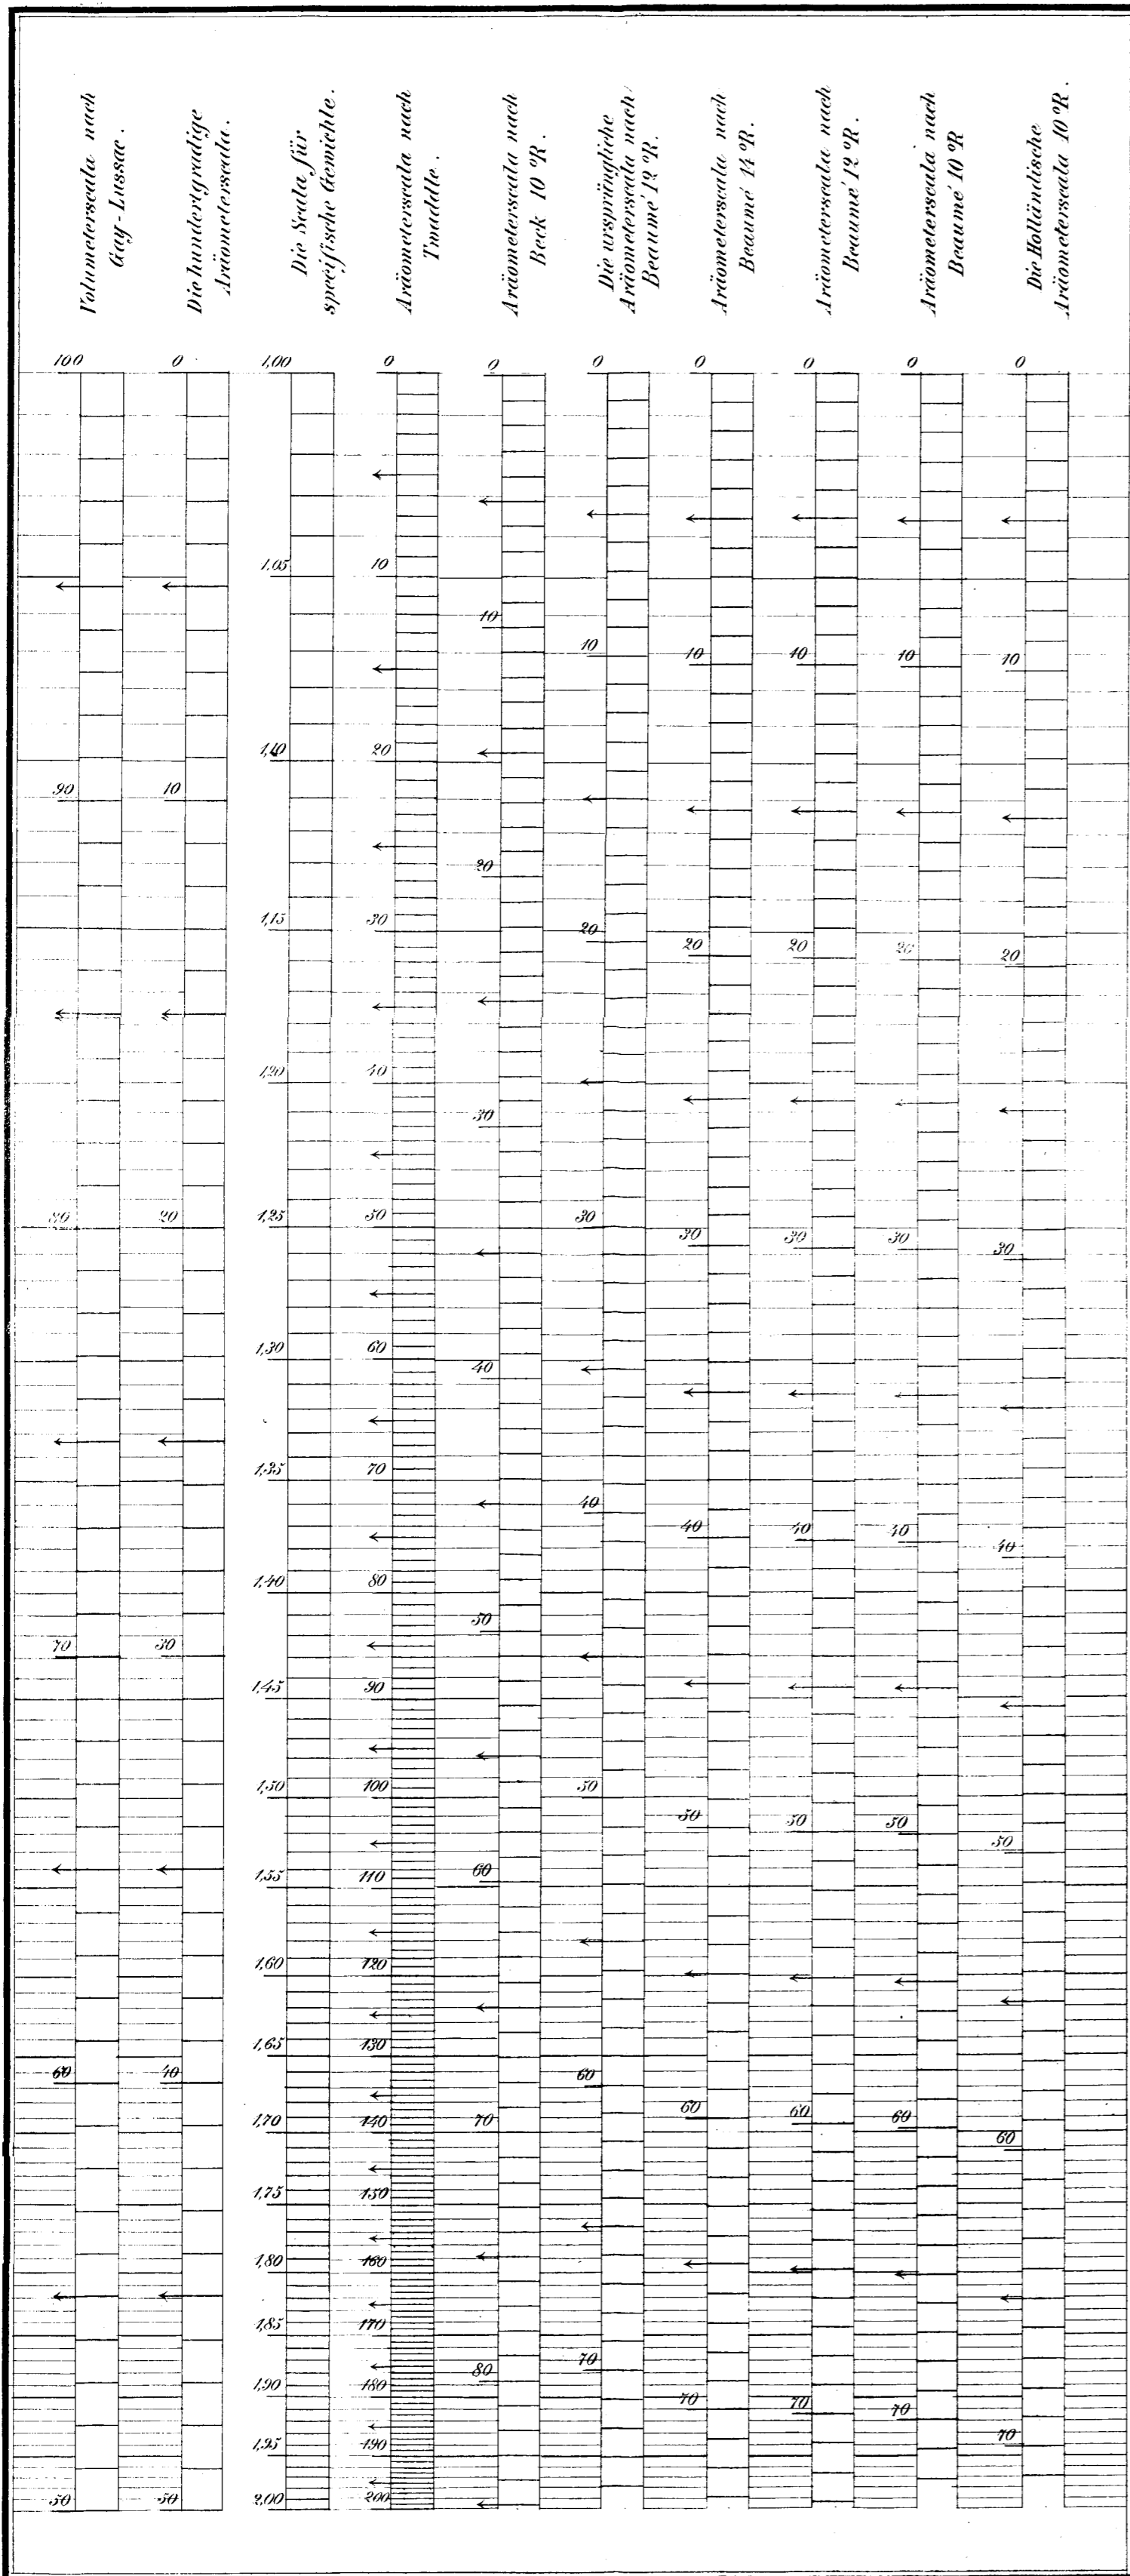 Volumeterscala nach
Gay-Lussac.
Die hundertgradige
Aräometerscala.
Die Scala für
specifische Gewichte.
Aräometerscala nach
Twaddle.
Aräometerscala nach
Beck 10 °R.
Die ursprüngliche
Aräometerscala nach
Beaumé 12 °R.
Aräometerscala nach
Beaumé 14 °R.
Aräometerscala nach
Beaumé 12 °R.
Aräometerscala nach
Beaumé 10 °R
Die Holländische
Aräometerscala 10 °R.
100 0 1,00 0 0 0 0 0 0 0
1,05 10
10
10 10 10 10 10
1,10 20
90 10
20
1,15 30
20 20 20 20 20
1,20 40
30
80 20 1,25 50 30
30 30 30 30
1,30 60
40
1,35 70
40
40 40 40 40
1,40 80
50
70 30
1,45 90
1,50 100 50
50 50 50 50
1,55 110 60
1,60 120
1,65 130
60 40 60
60 60 60 60
1,70 140 70
1,75 150
1,80 160
1,85 170
70
80
1,90 180
70 70 70 70
1,95 190
50 50 2,00 200